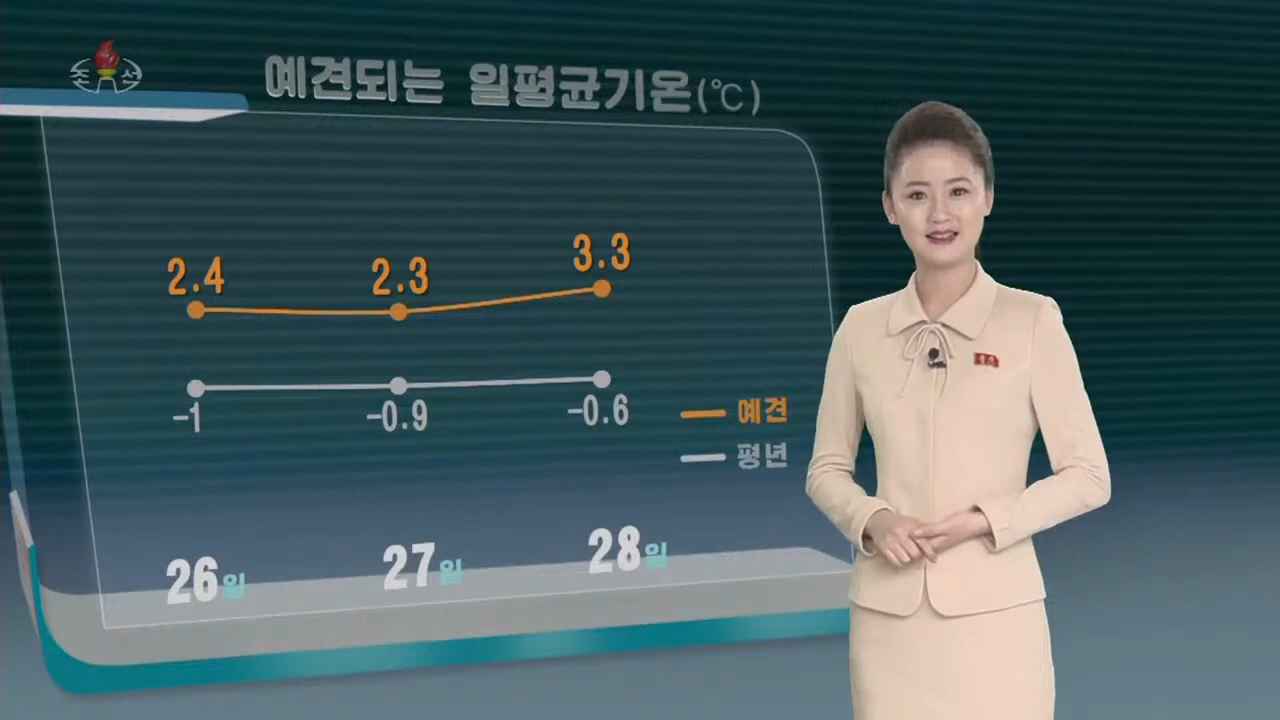 조선
예견되는 일평균기온(℃)
2.4 2.3 3.3
-1 -0.9 -0.6
예견
평년
26일 27일 28일